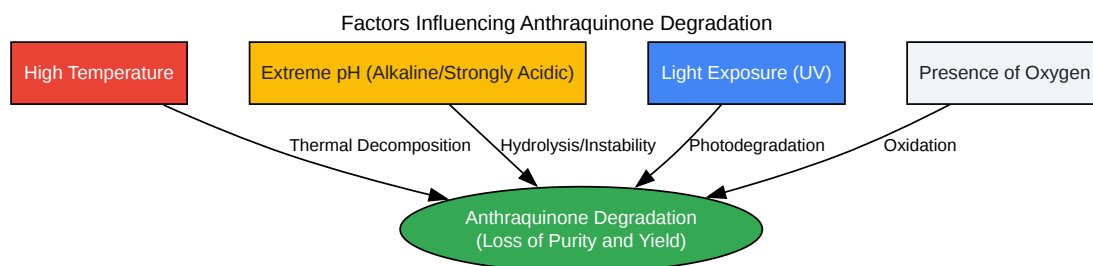 Factors Influencing Anthraquinone Degradation
High Temperature
Extreme pH (Alkaline/Strongly Acidic)
Light Exposure (UV)
Presence of Oxygen
Thermal Decomposition
Hydrolysis/Instability
Photodegradation
Oxidation
Anthraquinone Degradation
(Loss of Purity and Yield)